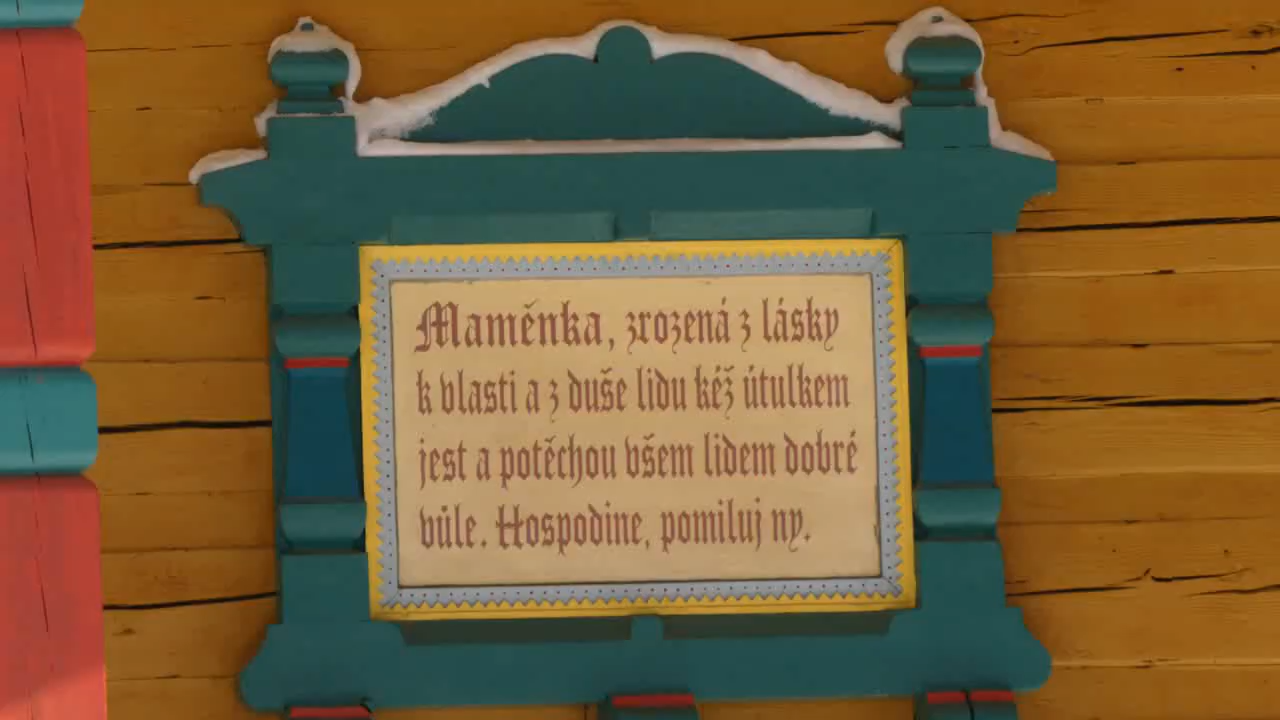 Maměnka, zrozená z lásky
k vlasti a z duše lidu kéž útulkem
jest a potěchou všem lidem dobré
vůle. Hospodine, pomiluj ny.